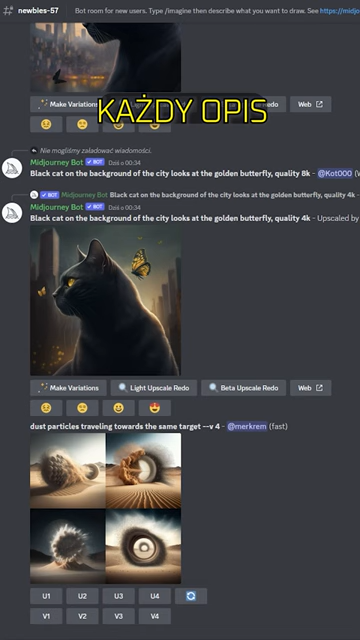 newbies-57
Bot room for new users. Type /imagine then describe what you want to draw. See https://midjo
Make Variations
Web
KAŻDY OPIS
Nie mogliśmy załadować wiadomości.
Midjourney Bot BOT Dziś o 00:34
Black cat on the background of the city looks at the golden butterfly, quality 8k - @Kot000 (
BOT Midjourney Bot Black cat on the background of the city looks at the golden butterfly, quality 4k -
Midjourney Bot BOT Dziś o 00:34
Black cat on the background of the city looks at the golden butterfly, quality 4k - Upscaled by
Make Variations Light Upscale Redo Beta Upscale Redo Web
dust particles traveling towards the same target --v 4 - @merkrem (fast)
U1 U2 U3 U4
V1 V2 V3 V4